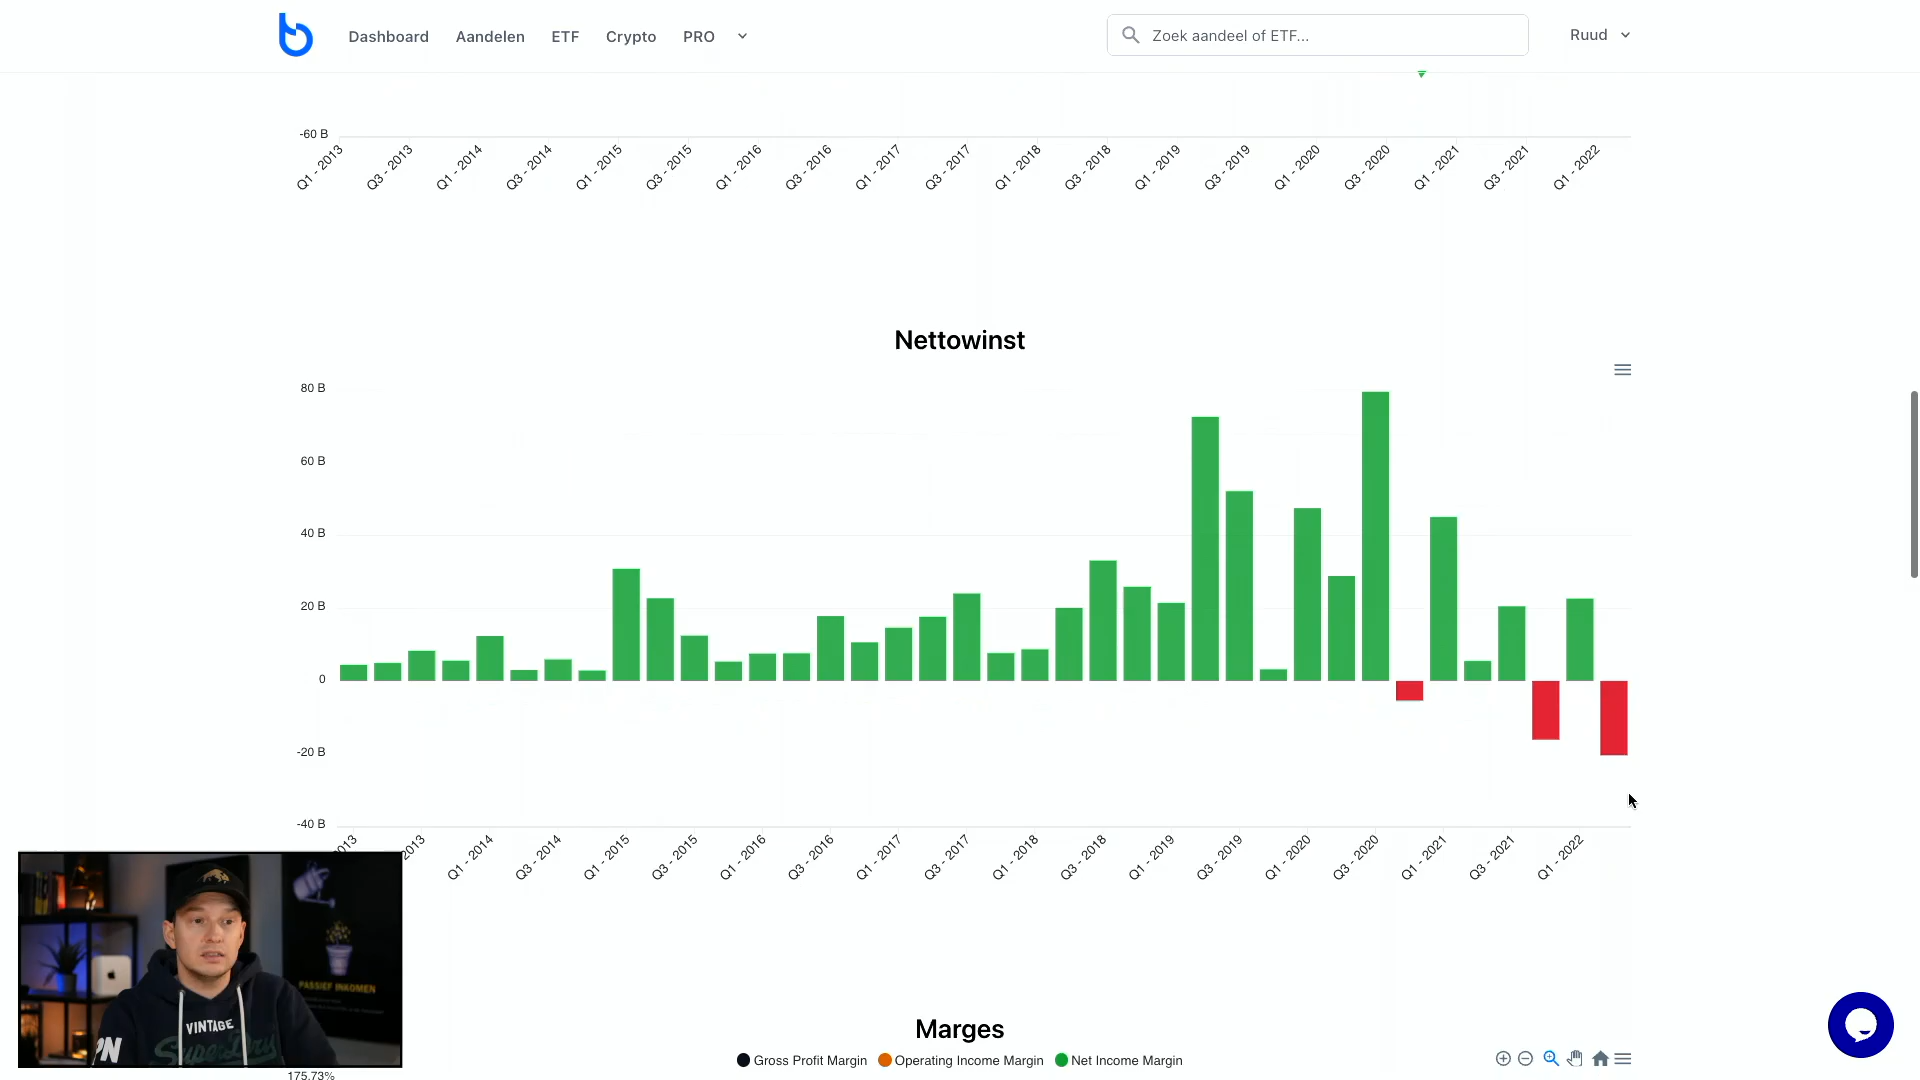 Dashboard Aandelen ETF Crypto PRO
Zoek aandeel of ETF...
Ruud
-60 B
Q1 - 2013 Q3 - 2013 Q1 - 2014 Q3 - 2014 Q1 - 2015 Q3 - 2015 Q1 - 2016 Q3 - 2016 Q1 - 2017 Q3 - 2017 Q1 - 2018 Q3 - 2018 Q1 - 2019 Q3 - 2019 Q1 - 2020 Q3 - 2020 Q1 - 2021 Q3 - 2021 Q1 - 2022
Nettowinst
80 B
60 B
40 B
20 B
0
-20 B
-40 B
2013 2013 Q1 - 2014 Q3 - 2014 Q1 - 2015 Q3 - 2015 Q1 - 2016 Q3 - 2016 Q1 - 2017 Q3 - 2017 Q1 - 2018 Q3 - 2018 Q1 - 2019 Q3 - 2019 Q1 - 2020 Q3 - 2020 Q1 - 2021 Q3 - 2021 Q1 - 2022
PASSIEF INKOMEN
VINTAGE
SuperDry
PN
Marges
Gross Profit Margin Operating Income Margin Net Income Margin
175.73%